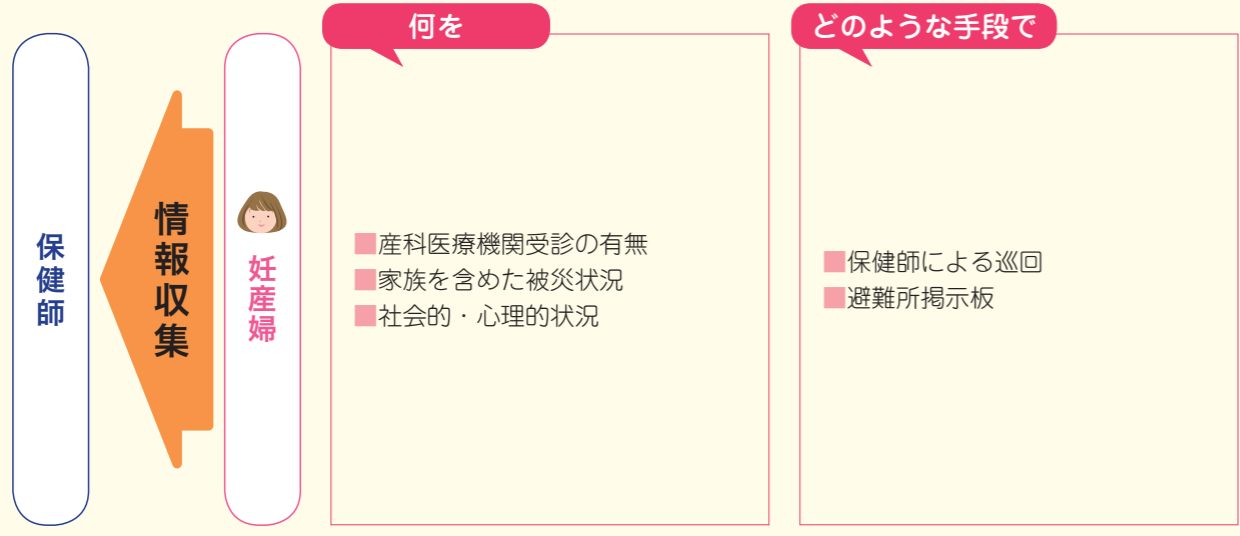 保健師
情報収集
妊産婦
何を
■産科医療機関受診の有無
■家族を含めた被災状況
■社会的・心理的状況
どのような手段で
■保健師による巡回
■避難所掲示板